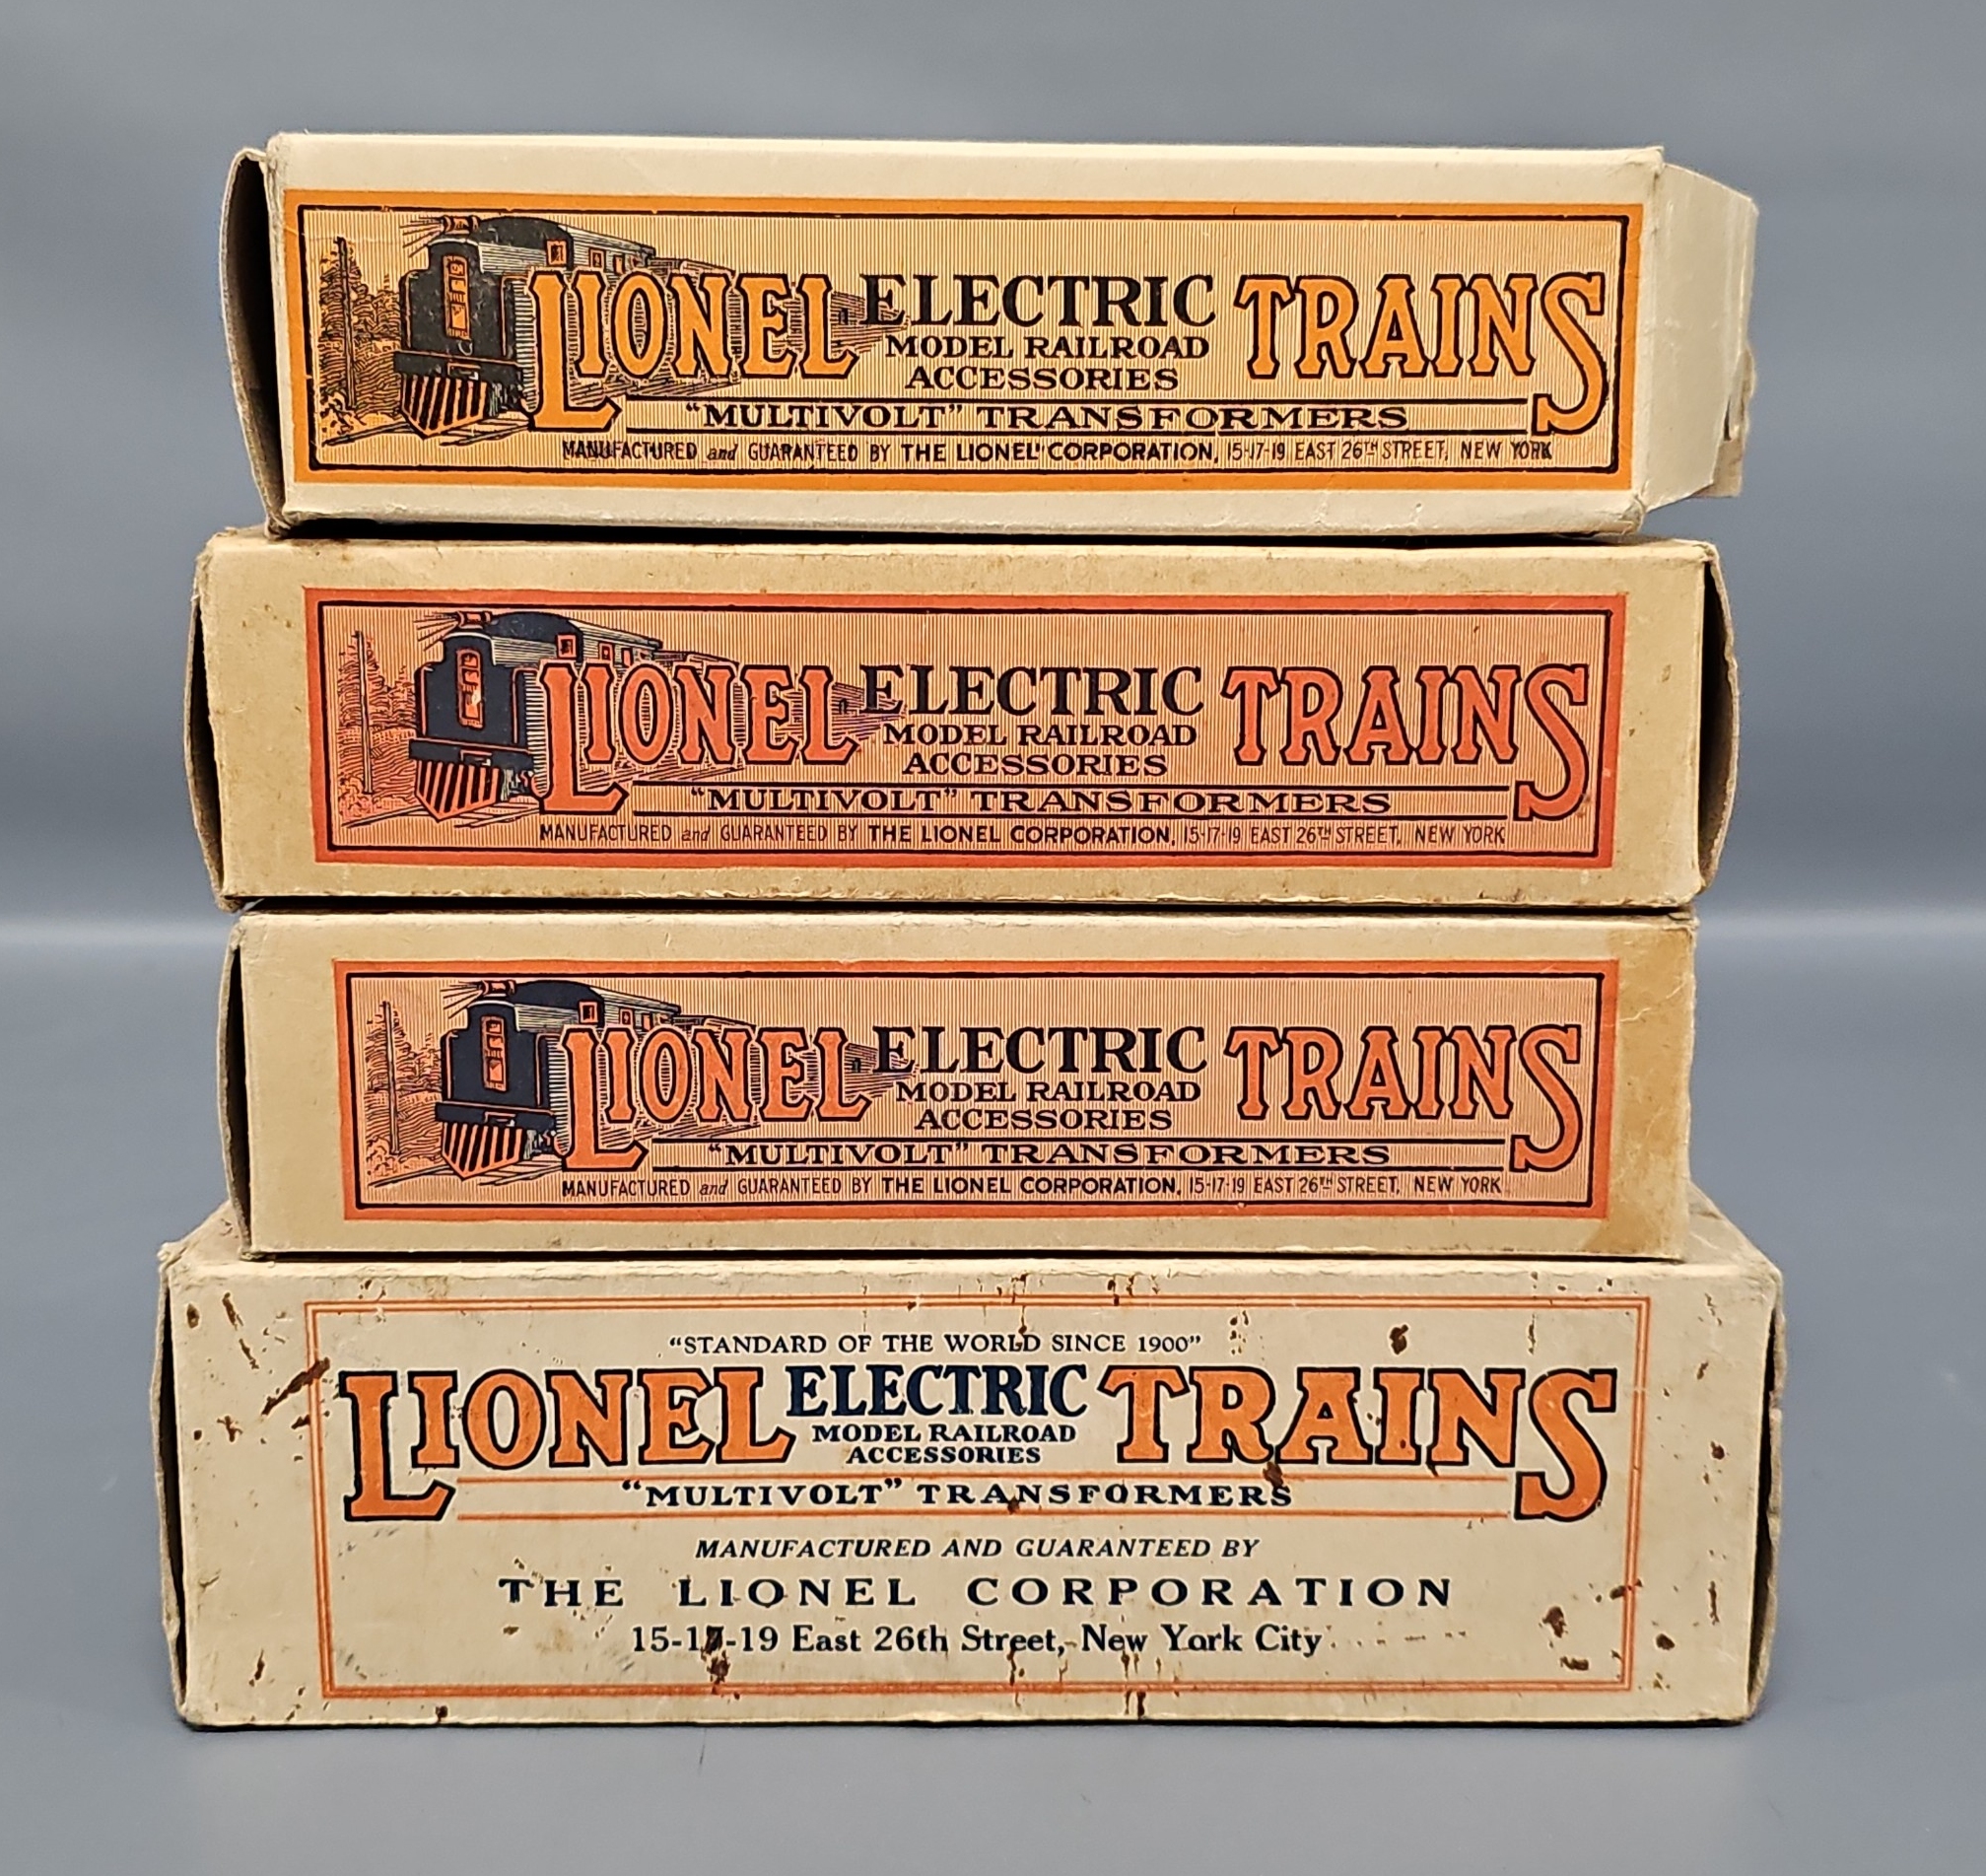 LIONEL ELECTRIC TRAINS
MODEL RAILROAD
ACCESSORIES
"MULTIVOLT" TRANSFORMERS
MANUFACTURED and GUARANTEED BY THE LIONEL CORPORATION, 15-17-19 EAST 26TH STREET, NEW YORK
LIONEL ELECTRIC TRAINS
MODEL RAILROAD
ACCESSORIES
"MULTIVOLT" TRANSFORMERS
MANUFACTURED and GUARANTEED BY THE LIONEL CORPORATION, 15-17-19 EAST 26TH STREET, NEW YORK
LIONEL ELECTRIC TRAINS
MODEL RAILROAD
ACCESSORIES
"MULTIVOLT" TRANSFORMERS
MANUFACTURED and GUARANTEED BY THE LIONEL CORPORATION, 15-17-19 EAST 26TH STREET, NEW YORK
"STANDARD OF THE WORLD SINCE 1900"
LIONEL ELECTRIC TRAINS
MODEL RAILROAD
ACCESSORIES
"MULTIVOLT" TRANSFORMERS
MANUFACTURED AND GUARANTEED BY
THE LIONEL CORPORATION
15-17-19 East 26th Street, New York City